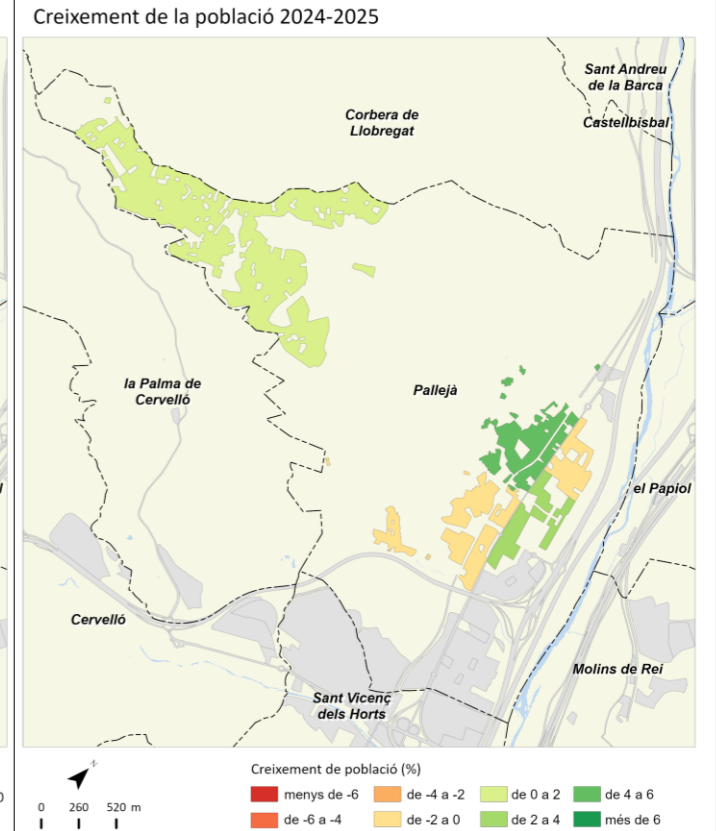 Creixement de la població 2024-2025
Sant Andreu
de la Barca
Corbera de
Llobregat
Castellbisbal
la Palma de
Cervelló
Pallejà
el Papiol
Cervelló
Molins de Rei
Sant Vicenç
dels Horts
N
Creixement de població (%)
0 260 520 m
menys de -6
de -4 a -2
de 0 a 2
de 4 a 6
de -6 a -4
de -2 a 0
de 2 a 4
més de 6